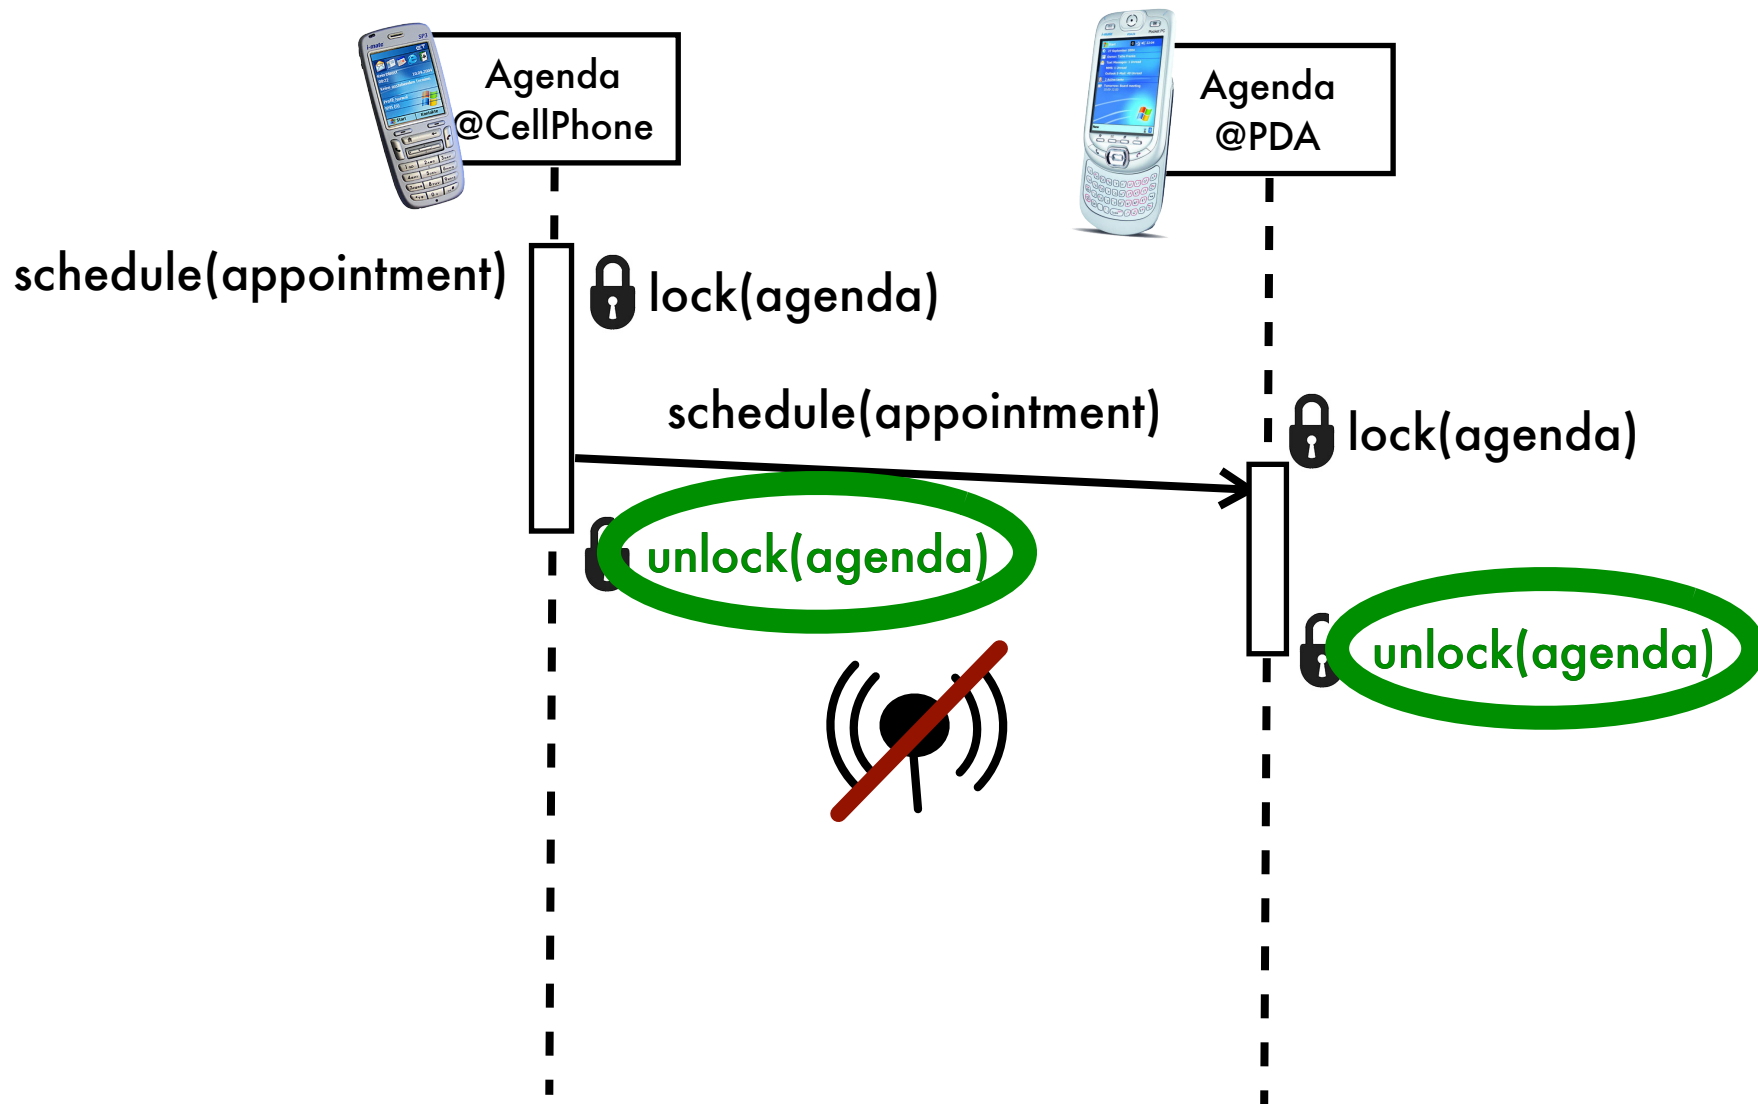 Agenda
@CellPhone
Agenda
@PDA
schedule(appointment)
lock(agenda)
schedule(appointment)
lock(agenda)
unlock(agenda)
unlock(agenda)